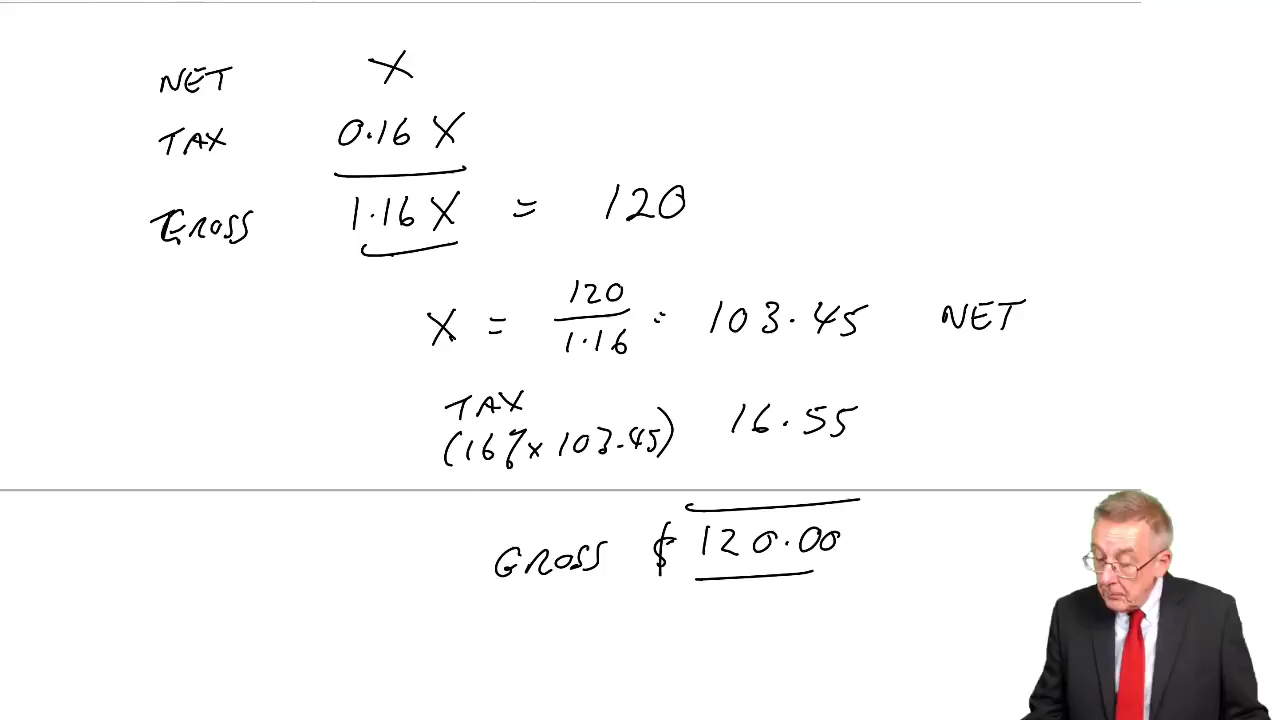 NET X
TAX 0.16 X
GROSS 1.16 X = 120
X = 120/1.16 = 103.45 NET
TAX
(16% x 103.45) 16.55
GROSS $ 120.00